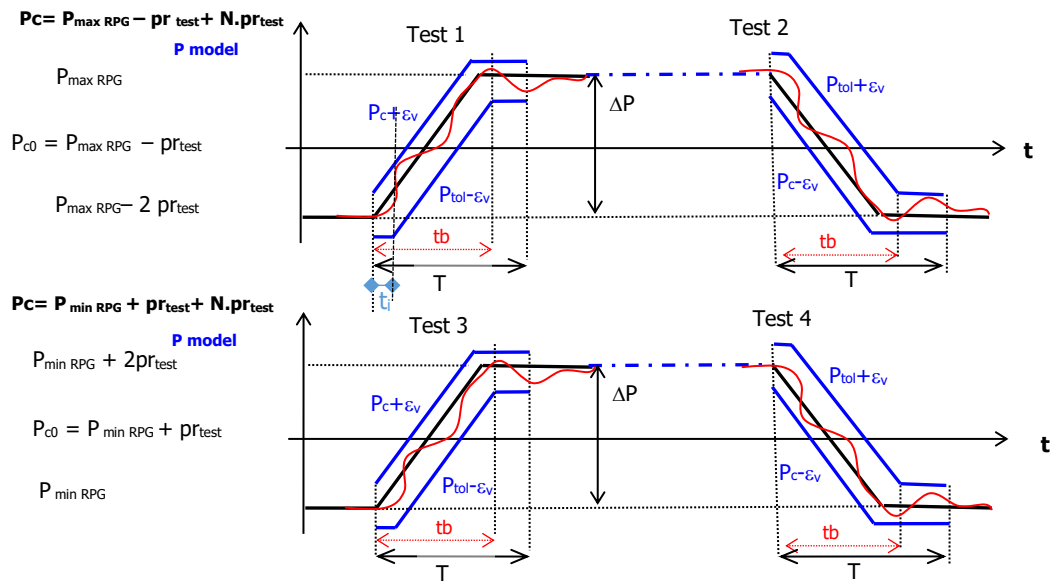 Pc= Pmax RPG – pr test+ N.prtest
P model
Test 1
Test 2
Pmax RPG
Pc+εv
ΔP
Ptol+εv
Pc0 = Pmax RPG - prtest
t
Pmax RPG– 2 prtest
Ptol-εv
Pc-εv
tb
tb
T
T
ti
Pc= P min RPG + prtest+ N.prtest
P model
Test 3
Test 4
Pmin RPG + 2prtest
Pc+εv
ΔP
Ptol+εv
Pc0 = P min RPG + prtest
t
P min RPG
Ptol-εv
Pc-εv
tb
tb
T
T